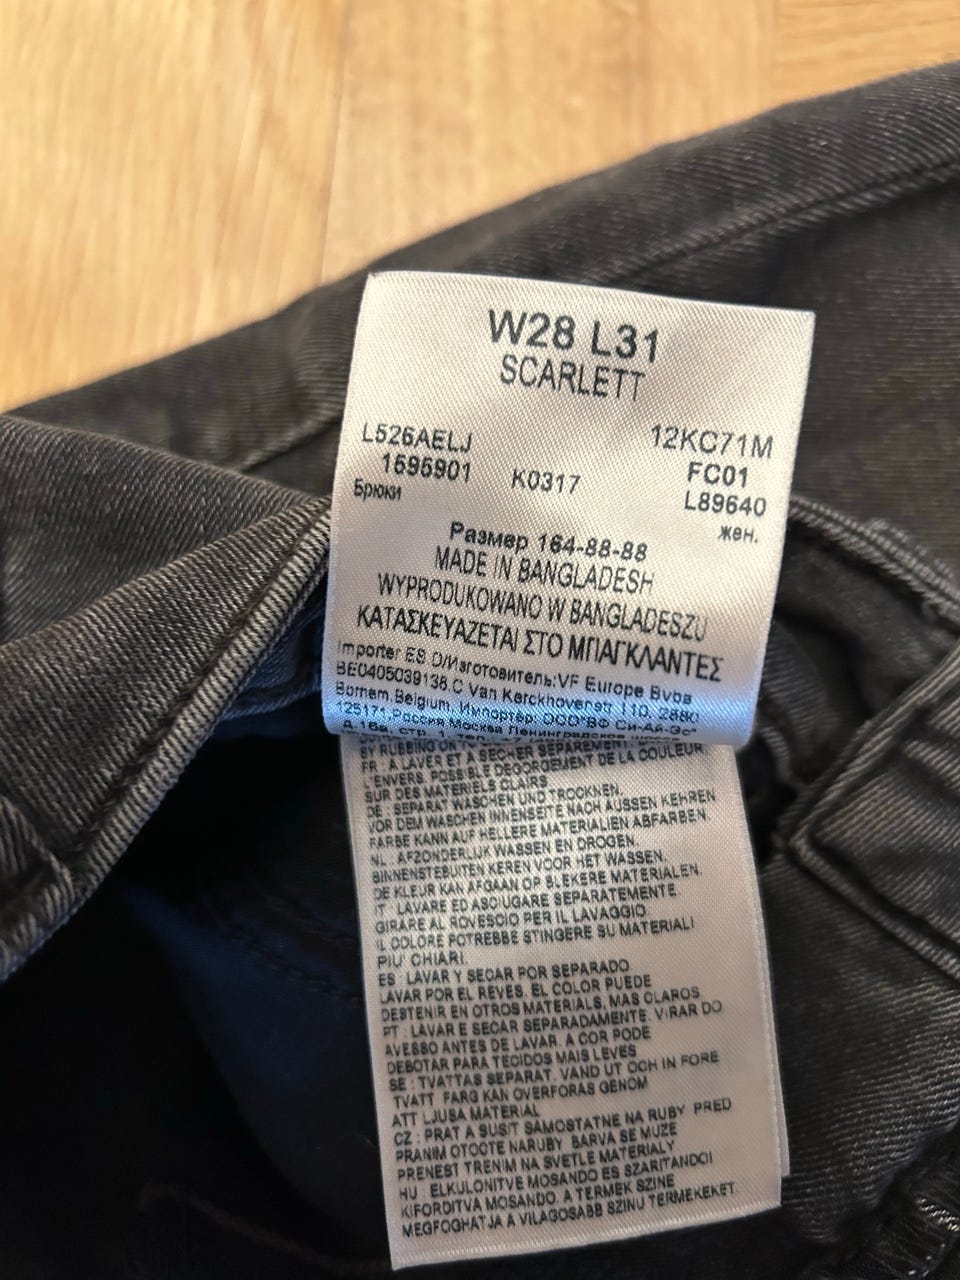 W28 L31
SCARLETT
L526AELJ 12KC71M
1595901 K0317 FC01
L89640
Брюки жен.
Размер 164-88-88
MADE IN BANGLADESH
WYPRODUKOWANO W BANGLADESZU
ΚΑΤΑΣΚΕΥΑΖΕΤΑΙ ΣΤΟ ΜΠΑΓΚΛΑΝΤΕΣ
Importer ES D/Изготовитель:VF Europe Bvba
BE0405039138.C Van Kerckhovenstr 110, 2880
Bornem,Belgium. Импортёр: ООО"ВФ Си-Ай-Эс"
125171,Россия Москва Ленинградское шоссе
Д.16а, стр. 1,
BY RUBBING
FR : A LAVER ET A SECHER SEPAREMENT,
L'ENVERS. POSSIBLE DEGORGEMENT DE LA COULEUR
SUR DES MATERIELS CLAIRS
DE : SEPARAT WASCHEN UND TROCKNEN.
VOR DEM WASCHEN INNENSEITE NACH AUSSEN KEHREN
FARBE KANN AUF HELLERE MATERIALIEN ABFARBEN.
NL : AFZONDERLIJK WASSEN EN DROGEN.
BINNENSTEBUITEN KEREN VOOR HET WASSEN.
DE KLEUR KAN AFGAAN OP BLEKERE MATERIALEN.
IT : LAVARE ED ASCIUGARE SEPARATEMENTE
GIRARE AL ROVESCIO PER IL LAVAGGIO
IL COLORE POTREBBE STINGERE SU MATERIALI
PIU' CHIARI.
ES : LAVAR Y SECAR POR SEPARADO
LAVAR POR EL REVES. EL COLOR PUEDE
DESTENIR EN OTROS MATERIALS, MAS CLAROS
PT : LAVAR E SECAR SEPARADAMENTE. VIRAR DO
AVESSO ANTES DE LAVAR. A COR PODE
DEBOTAR PARA TECIDOS MAIS LEVES
SE : TVATTAS SEPARAT. VAND UT OCH IN FORE
TVATT FARG KAN OVERFORAS GENOM
ATT LJUSA MATERIAL
CZ : PRAT A SUSIT SAMOSTATNE NA RUBY PRED
PRANIM OTOCTE NARUBY. BARVA SE MUZE
PRENEST TRENIM NA SVETLE MATERIALY
HU : ELKULONITVE MOSANDO ES SZARITANDO!
KIFORDITVA MOSANDO. A TERMEK SZINE
MEGFOGHATJA A VILAGOSABB SZINU TERMEKEKET.